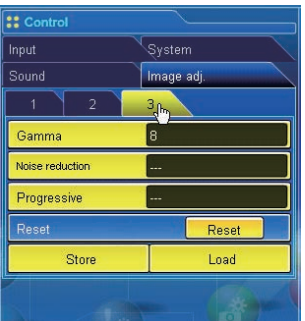 Control
Input System
Sound Image adj.
1 2 3
Gamma 8
Noise reduction ---
Progressive ---
Reset Reset
Store Load